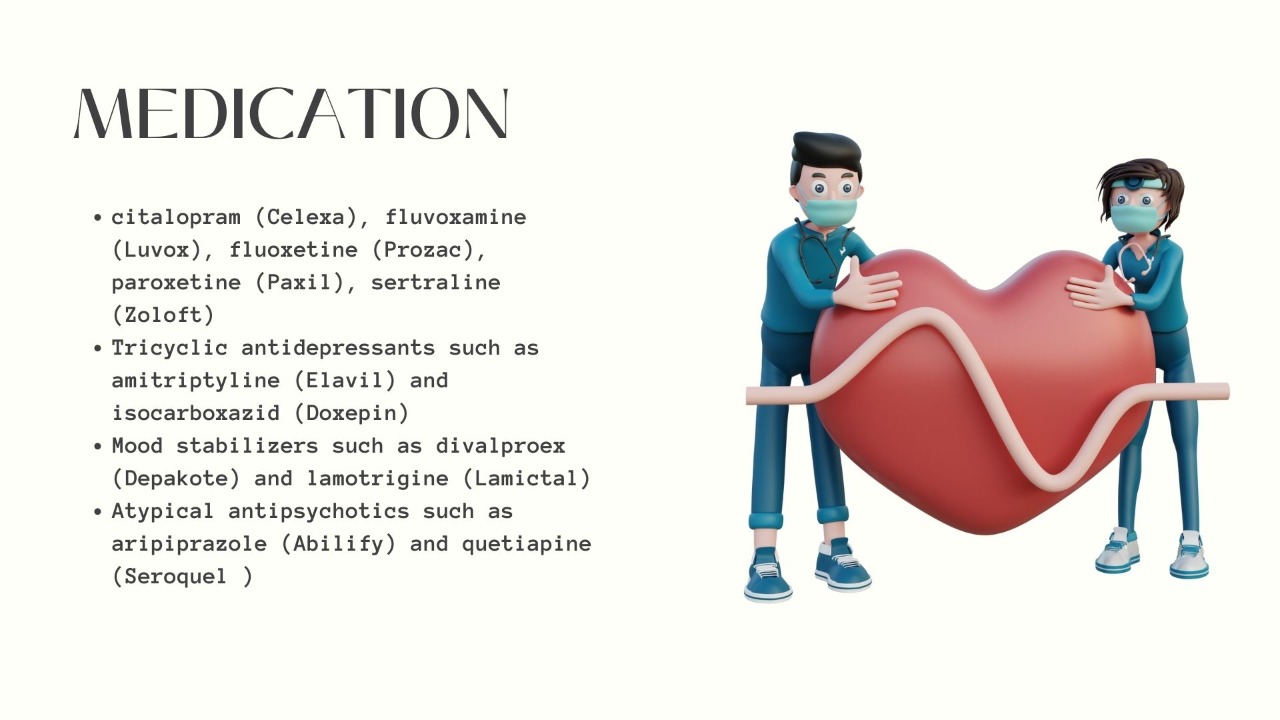 MEDICATION
• citalopram (Celexa), fluvoxamine
(Luvox), fluoxetine (Prozac),
paroxetine (Paxil), sertraline
(Zoloft)
• Tricyclic antidepressants such as
amitriptyline (Elavil) and
isocarboxazid (Doxepin)
• Mood stabilizers such as divalproex
(Depakote) and lamotrigine (Lamictal)
• Atypical antipsychotics such as
aripiprazole (Abilify) and quetiapine
(Seroquel )